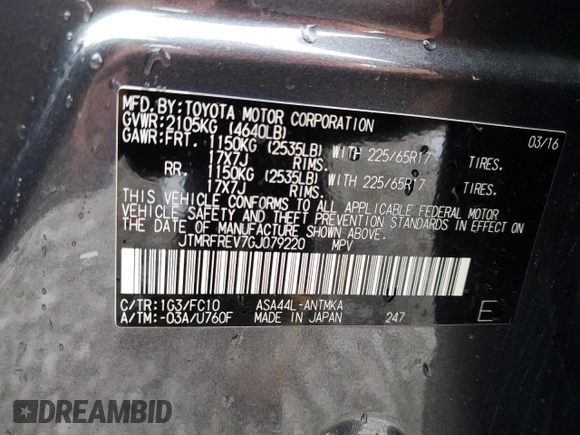 MFD.BY:TOYOTA MOTOR CORPORATION
03/16
GVWR:2105KG (4640LB)
GAWR:FRT. 1150KG (2535LB) WITH 225/65R17 TIRES.
17X7J RIMS.
RR. 1150KG (2535LB) WITH 225/65R17 TIRES.
17X7J RIMS.
THIS VEHICLE CONFORMS TO ALL APPLICABLE FEDERAL MOTOR
VEHICLE SAFETY AND THEFT PREVENTION STANDARDS IN EFFECT ON
THE DATE OF MANUFACTURE SHOWN ABOVE.
JTMRFREV7GJ079220 MPV
C/TR:1G3/FC10 ASA44L-ANTMKA
A/TM:-03A/U760F MADE IN JAPAN 247 E
DREAMBID